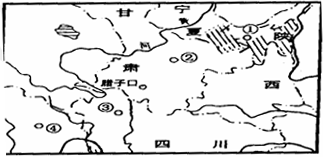 甘 宁
夏 ① 陕
肃 ②
西
腊子口
③
④
四 川